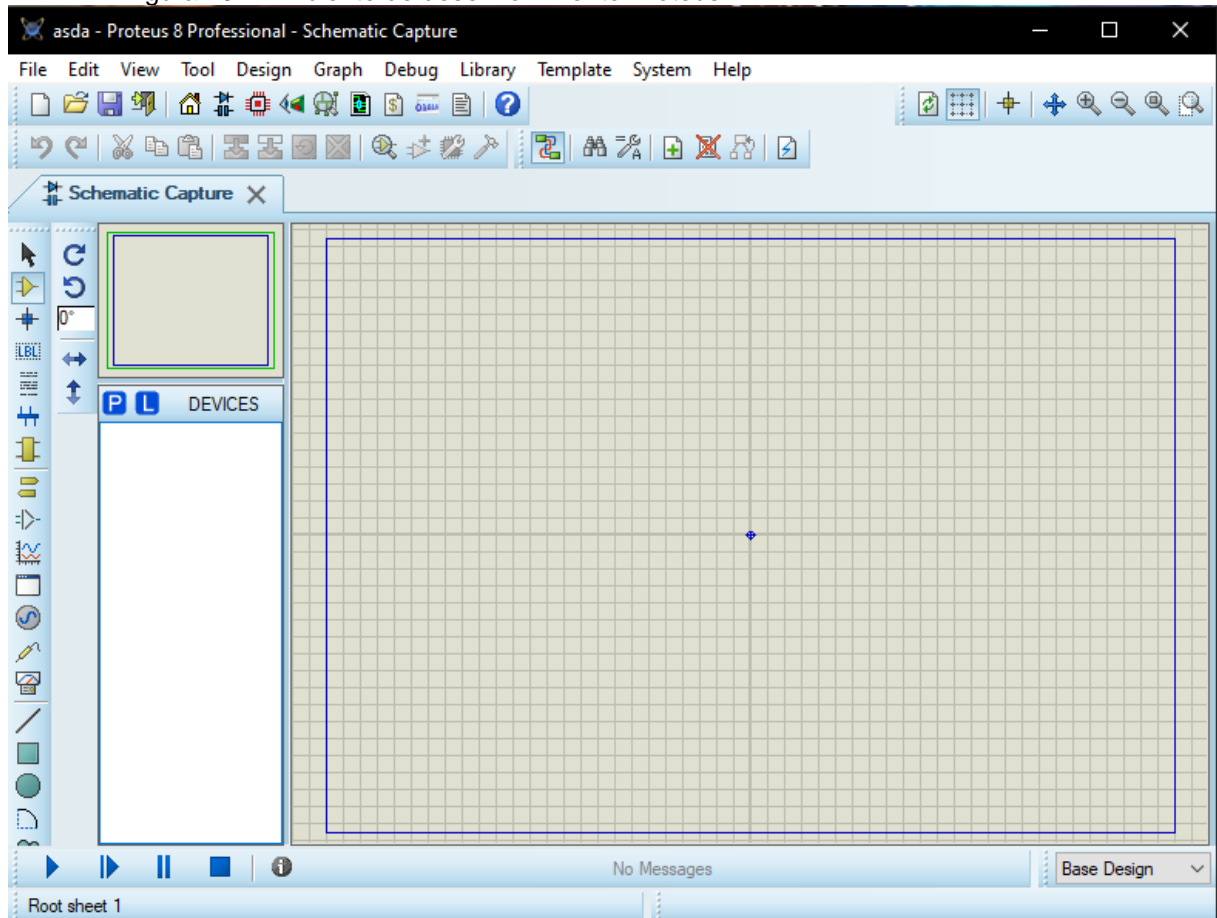 asda - Proteus 8 Professional - Schematic Capture
File Edit View Tool Design Graph Debug Library Template System Help
Schematic Capture
0°
LBL
P L DEVICES
No Messages
Base Design
Root sheet 1